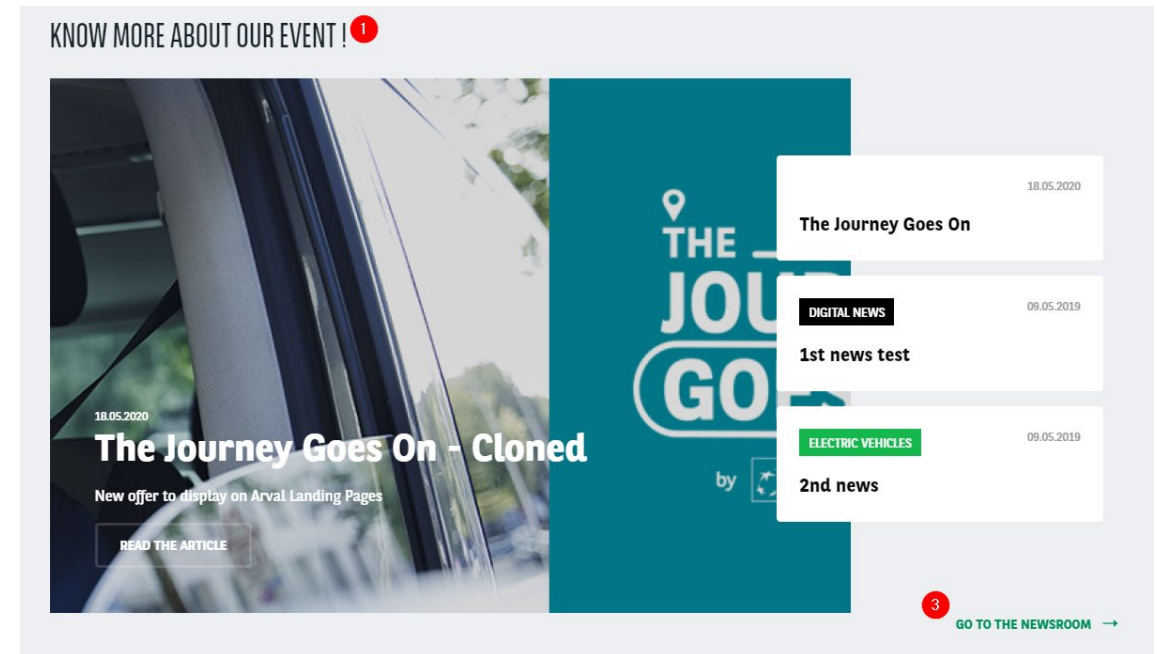 KNOW MORE ABOUT OUR EVENT !
1
18.05.2020
The Journey Goes On - Cloned
New offer to display on Arval Landing Pages
READ THE ARTICLE
THE
GO
by
18.05.2020
The Journey Goes On
DIGITAL NEWS
09.05.2019
1st news test
ELECTRIC VEHICLES
09.05.2019
2nd news
3
GO TO THE NEWSROOM →